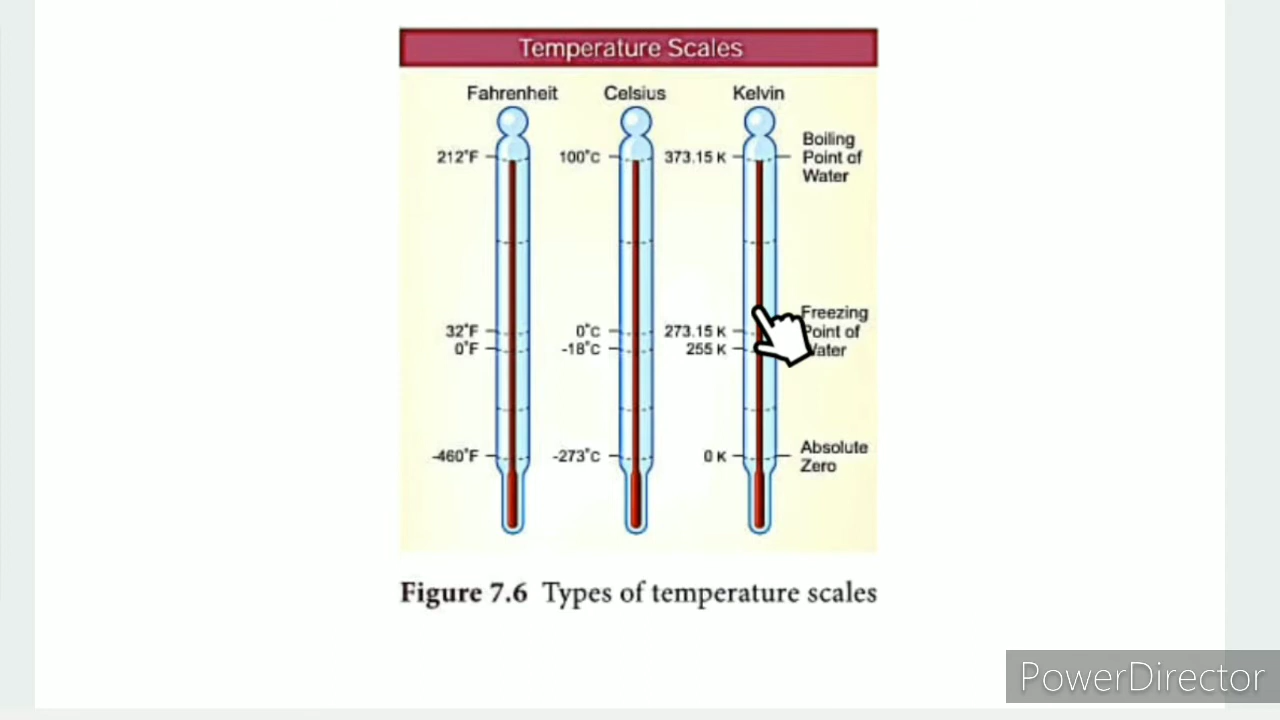 Temperature Scales
Fahrenheit Celsius Kelvin
212°F 100°C 373.15 K Boiling
Point of
Water
32°F 0°C 273.15 K Freezing
Point of
0°F -18°C 255 K Water
-460°F -273°C 0 K Absolute
Zero
Figure 7.6 Types of temperature scales
PowerDirector